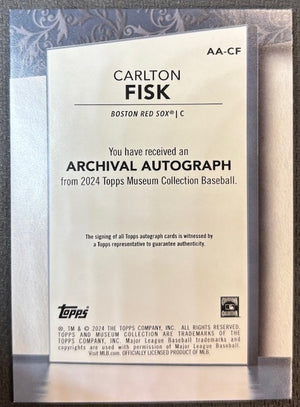 AA-CF
CARLTON
FISK
BOSTON RED SOX® | C
You have received an
ARCHIVAL AUTOGRAPH
from 2024 Topps Museum Collection Baseball.
The signing of all Topps autograph cards is witnessed by
a Topps representative to guarantee authenticity.
Topps
®, TM & © 2024 THE TOPPS COMPANY, INC. ALL RIGHTS RESERVED.
TOPPS AND MUSEUM COLLECTION ARE TRADEMARKS OF THE
TOPPS COMPANY, INC. Major League Baseball trademarks and
copyrights are used with permission of Major League Baseball.
Visit MLB.com. OFFICIALLY LICENSED PRODUCT OF MLB.